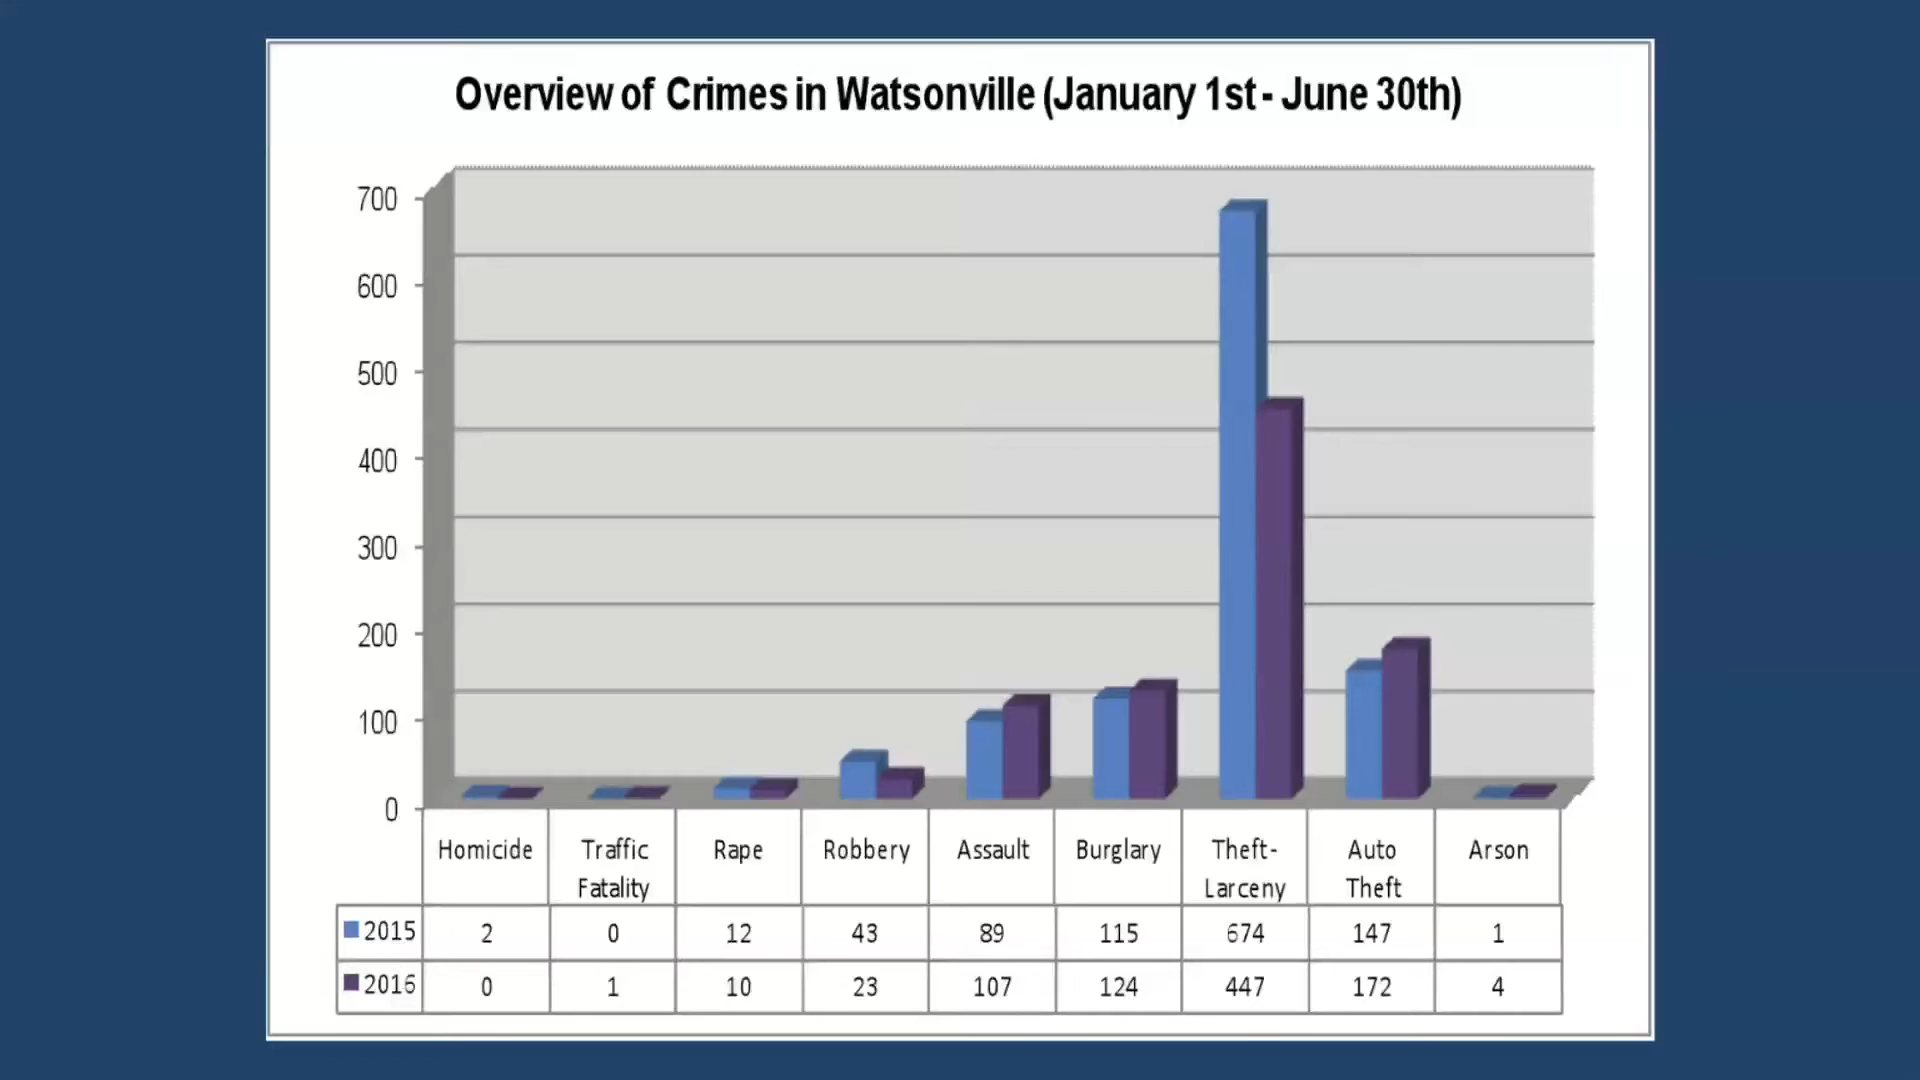 Overview of Crimes in Watsonville (January 1st - June 30th)
700
600
500
400
300
200
100
0
Homicide Traffic Fatality Rape Robbery Assault Burglary Theft-Larceny Auto Theft Arson
2015 2 0 12 43 89 115 674 147 1
2016 0 1 10 23 107 124 447 172 4